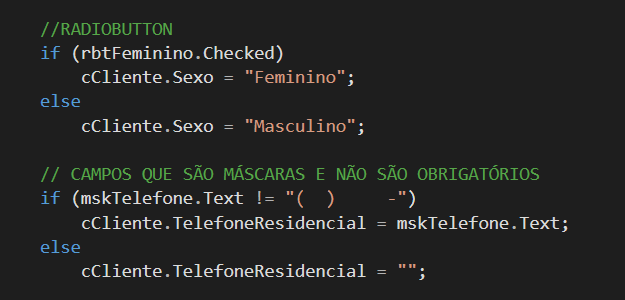 //RADIOBUTTON
if (rbtFeminino.Checked)
    cCliente.Sexo = "Feminino";
else
    cCliente.Sexo = "Masculino";

// CAMPOS QUE SÃO MÁSCARAS E NÃO SÃO OBRIGATÓRIOS
if (mskTelefone.Text != "(  )     -")
    cCliente.TelefoneResidencial = mskTelefone.Text;
else
    cCliente.TelefoneResidencial = "";